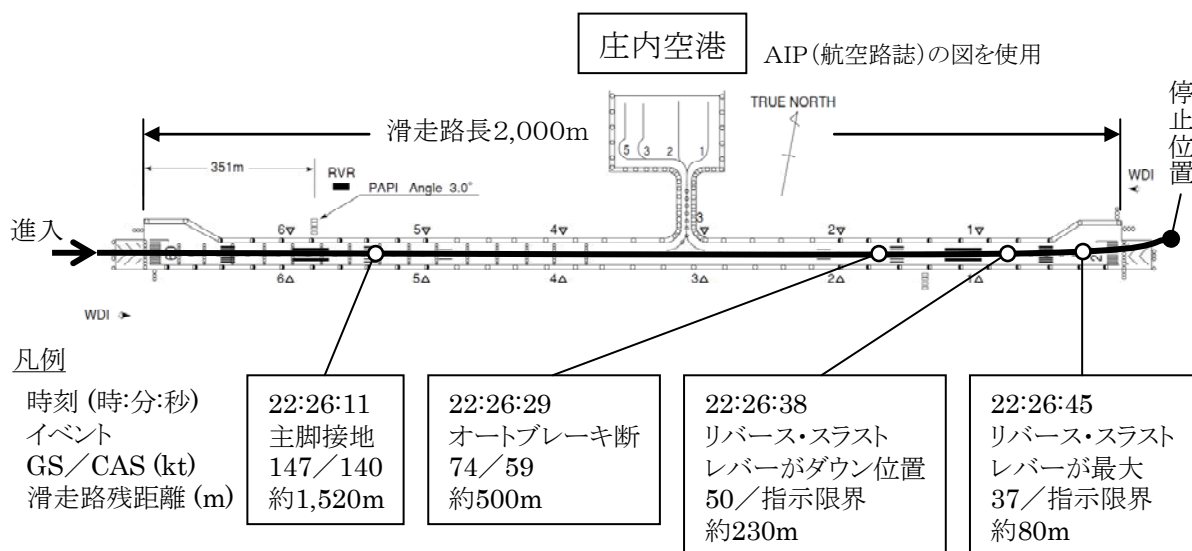 庄内空港
AIP(航空路誌)の図を使用
TRUE NORTH
停止位置
滑走路長2,000m
351m
RVR
PAPI Angle 3.0°
5 3 2 1
WDI
進入
6 5 4 3 2 1
6 5 4 3 2 1
WDI
凡例
時刻 (時:分:秒)
イベント
GS/CAS (kt)
滑走路残距離 (m)
22:26:11
主脚接地
147/140
約1,520m
22:26:29
オートブレーキ断
74/59
約500m
22:26:38
リバース・スラスト
レバーがダウン位置
50/指示限界
約230m
22:26:45
リバース・スラスト
レバーが最大
37/指示限界
約80m